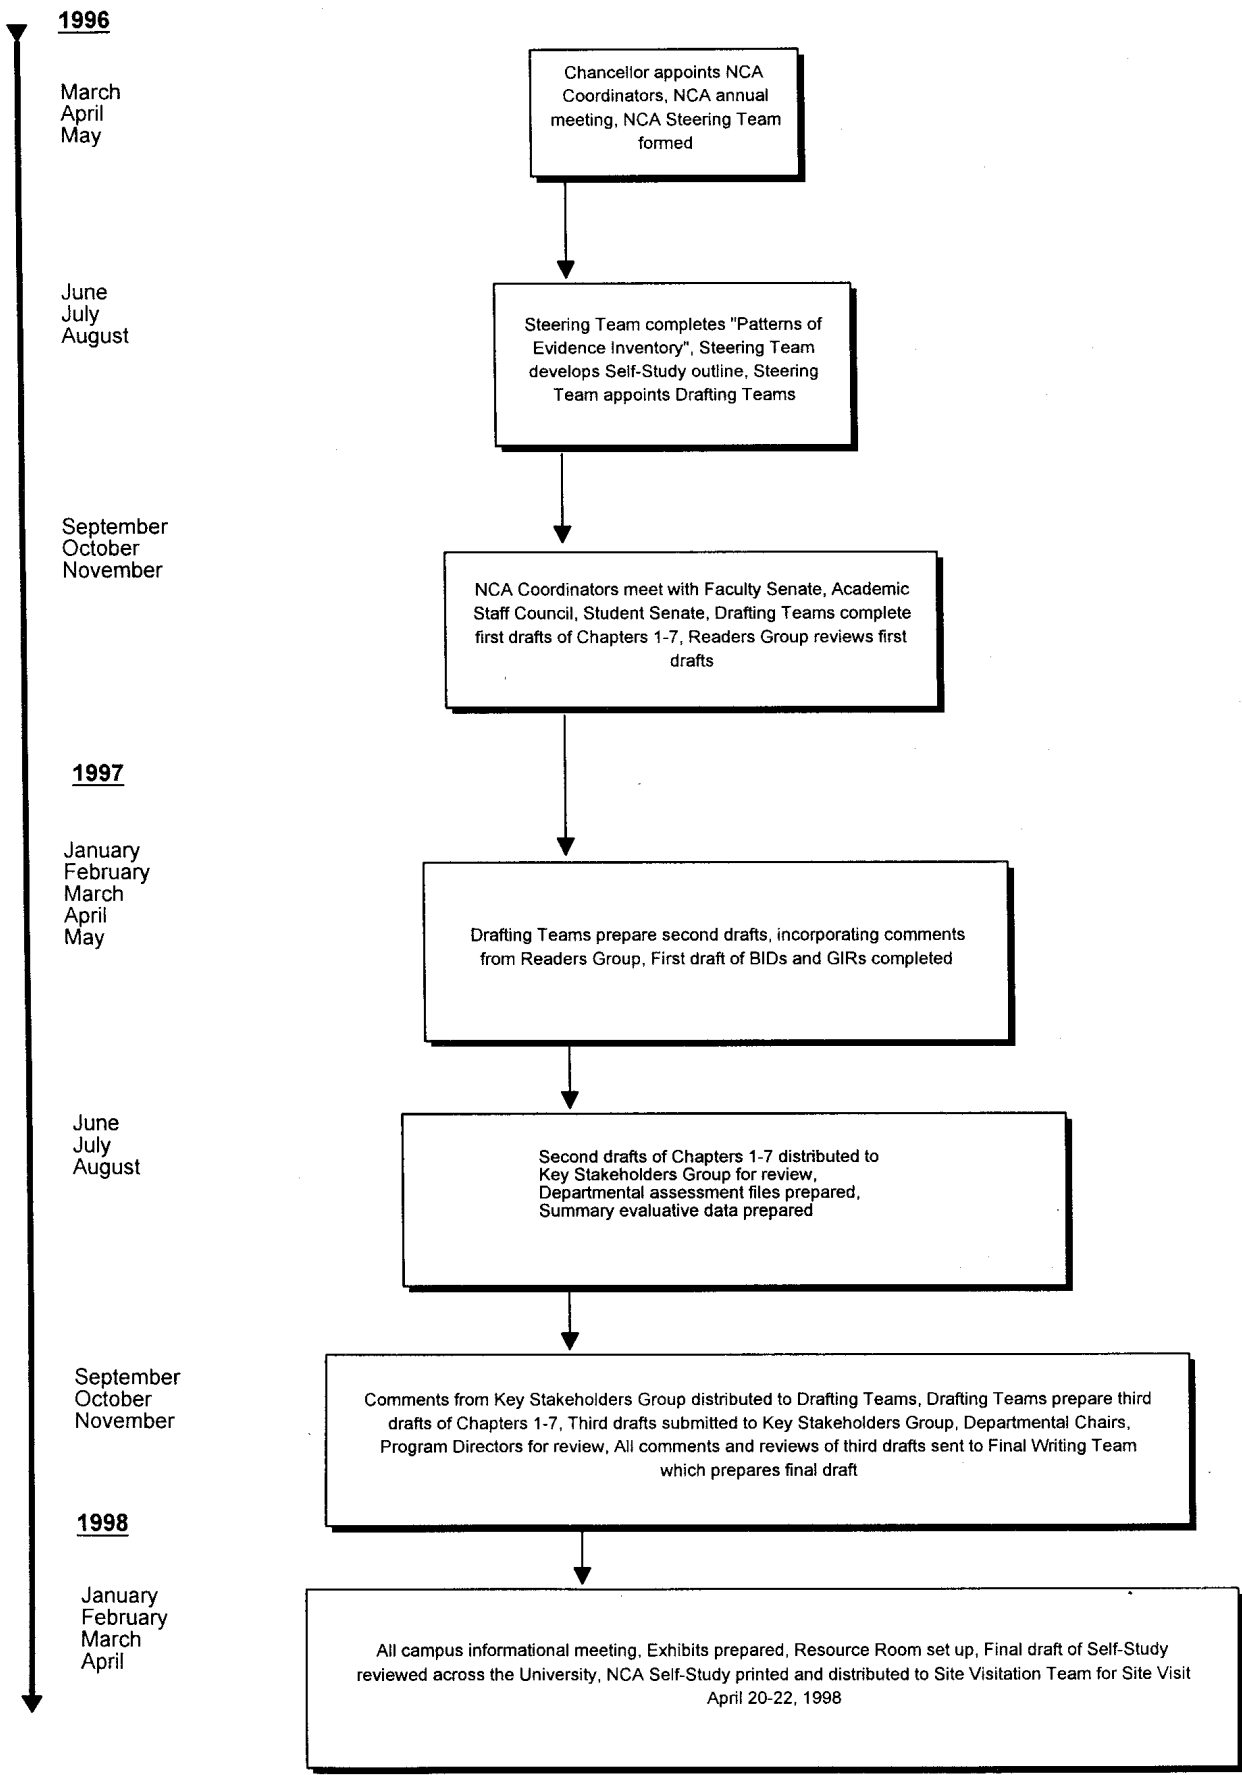 1996
March
April
May
Chancellor appoints NCA
Coordinators, NCA annual
meeting, NCA Steering Team
formed
June
July
August
Steering Team completes "Patterns of
Evidence Inventory", Steering Team
develops Self-Study outline, Steering
Team appoints Drafting Teams
September
October
November
NCA Coordinators meet with Faculty Senate, Academic
Staff Council, Student Senate, Drafting Teams complete
first drafts of Chapters 1-7, Readers Group reviews first
drafts
1997
January
February
March
April
May
Drafting Teams prepare second drafts, incorporating comments
from Readers Group, First draft of BIDs and GIRs completed
June
July
August
Second drafts of Chapters 1-7 distributed to
Key Stakeholders Group for review,
Departmental assessment files prepared,
Summary evaluative data prepared
September
October
November
Comments from Key Stakeholders Group distributed to Drafting Teams, Drafting Teams prepare third
drafts of Chapters 1-7, Third drafts submitted to Key Stakeholders Group, Departmental Chairs,
Program Directors for review, All comments and reviews of third drafts sent to Final Writing Team
which prepares final draft
1998
January
February
March
April
All campus informational meeting, Exhibits prepared, Resource Room set up, Final draft of Self-Study
reviewed across the University, NCA Self-Study printed and distributed to Site Visitation Team for Site Visit
April 20-22, 1998